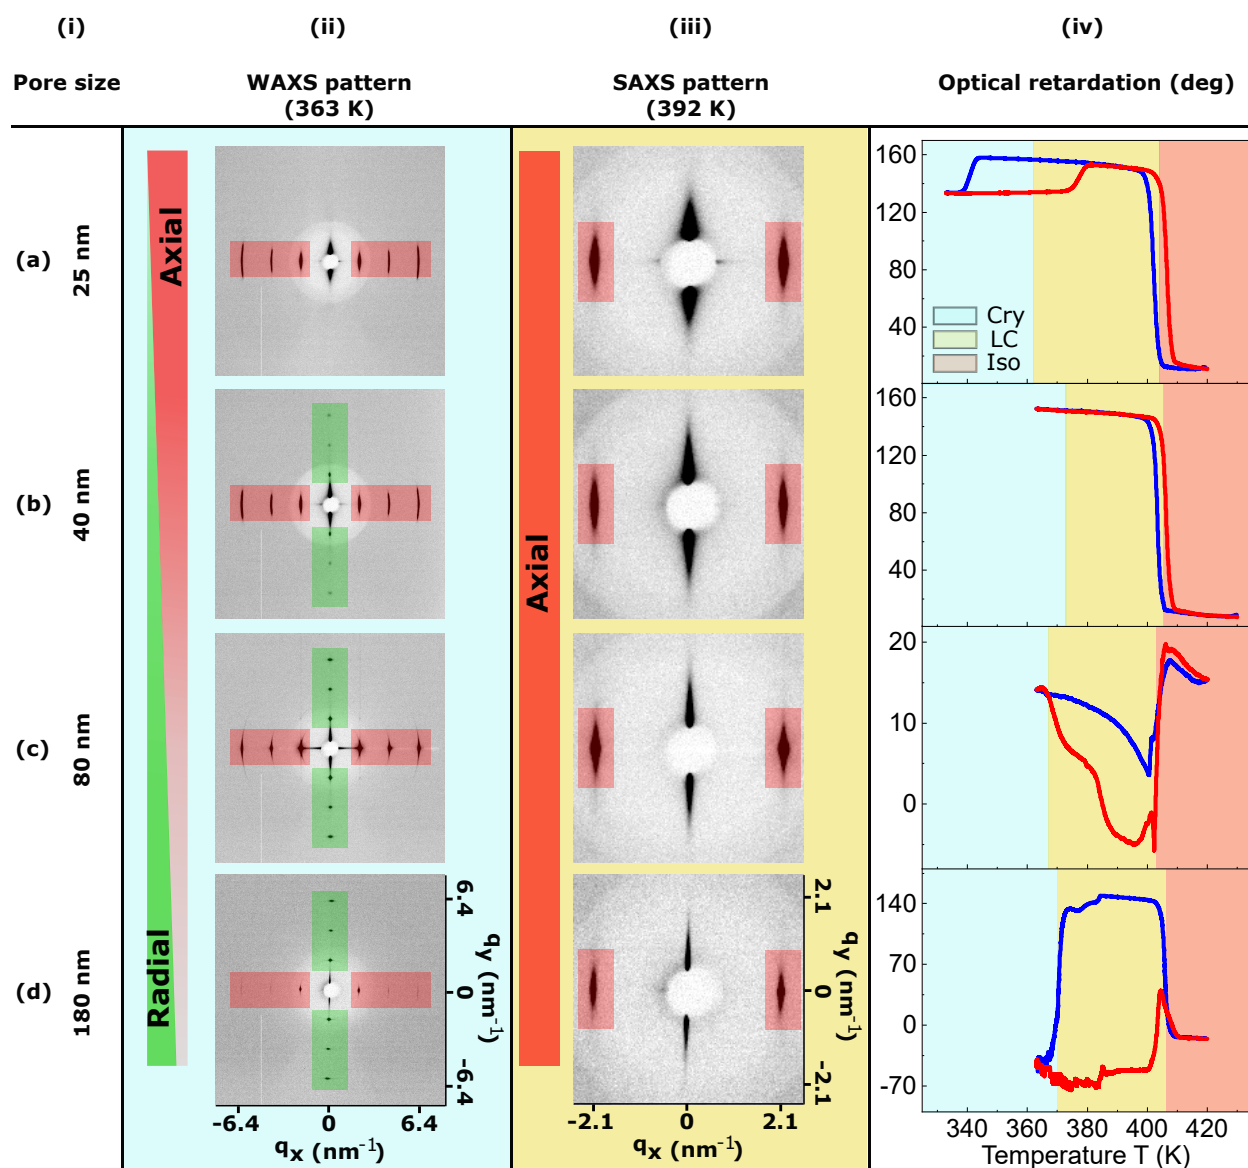 (i)
(ii)
(iii)
(iv)
Pore size
WAXS pattern
(363 K)
SAXS pattern
(392 K)
Optical retardation (deg)
(a)
25 nm
Axial
160
120
80
40
Cry
LC
Iso
(b)
40 nm
Axial
160
120
80
40
(c)
80 nm
20
10
0
(d)
180 nm
Radial
6.4
0
-6.4
qy (nm-1)
-6.4
0
6.4
qx (nm-1)
2.1
0
-2.1
qy (nm-1)
-2.1
0
2.1
qx (nm-1)
140
70
0
-70
340
360
380
400
420
Temperature T (K)